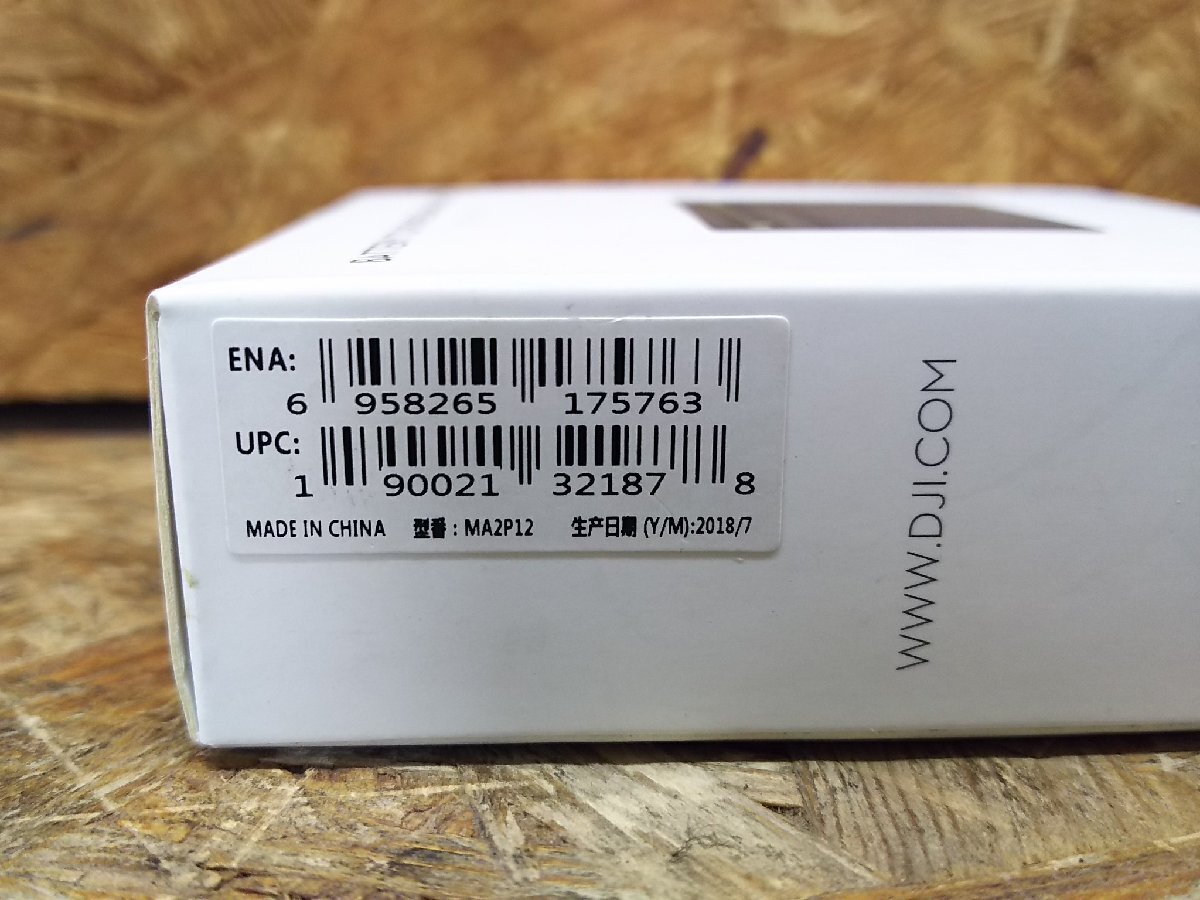 BATTERY
ENA:
6 958265 175763
UPC:
1 90021 32187 8
MADE IN CHINA 型番：MA2P12 生产日期 (Y/M):2018/7
WWW.DJI.COM